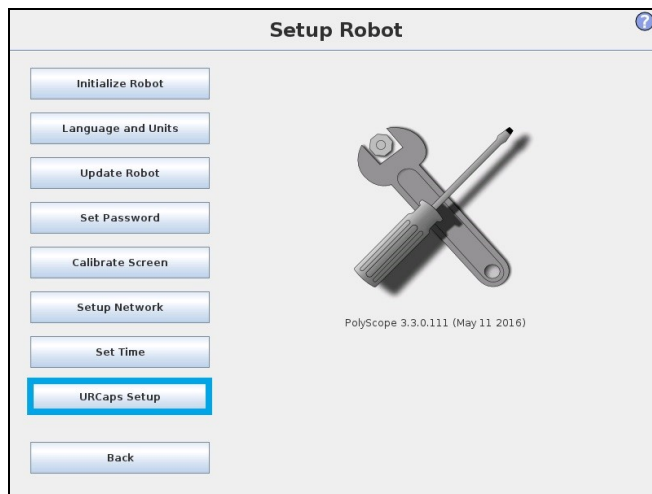 Setup Robot
?
Initialize Robot
Language and Units
Update Robot
Set Password
Calibrate Screen
Setup Network
Set Time
URCaps Setup
Back
PolyScope 3.3.0.111 (May 11 2016)